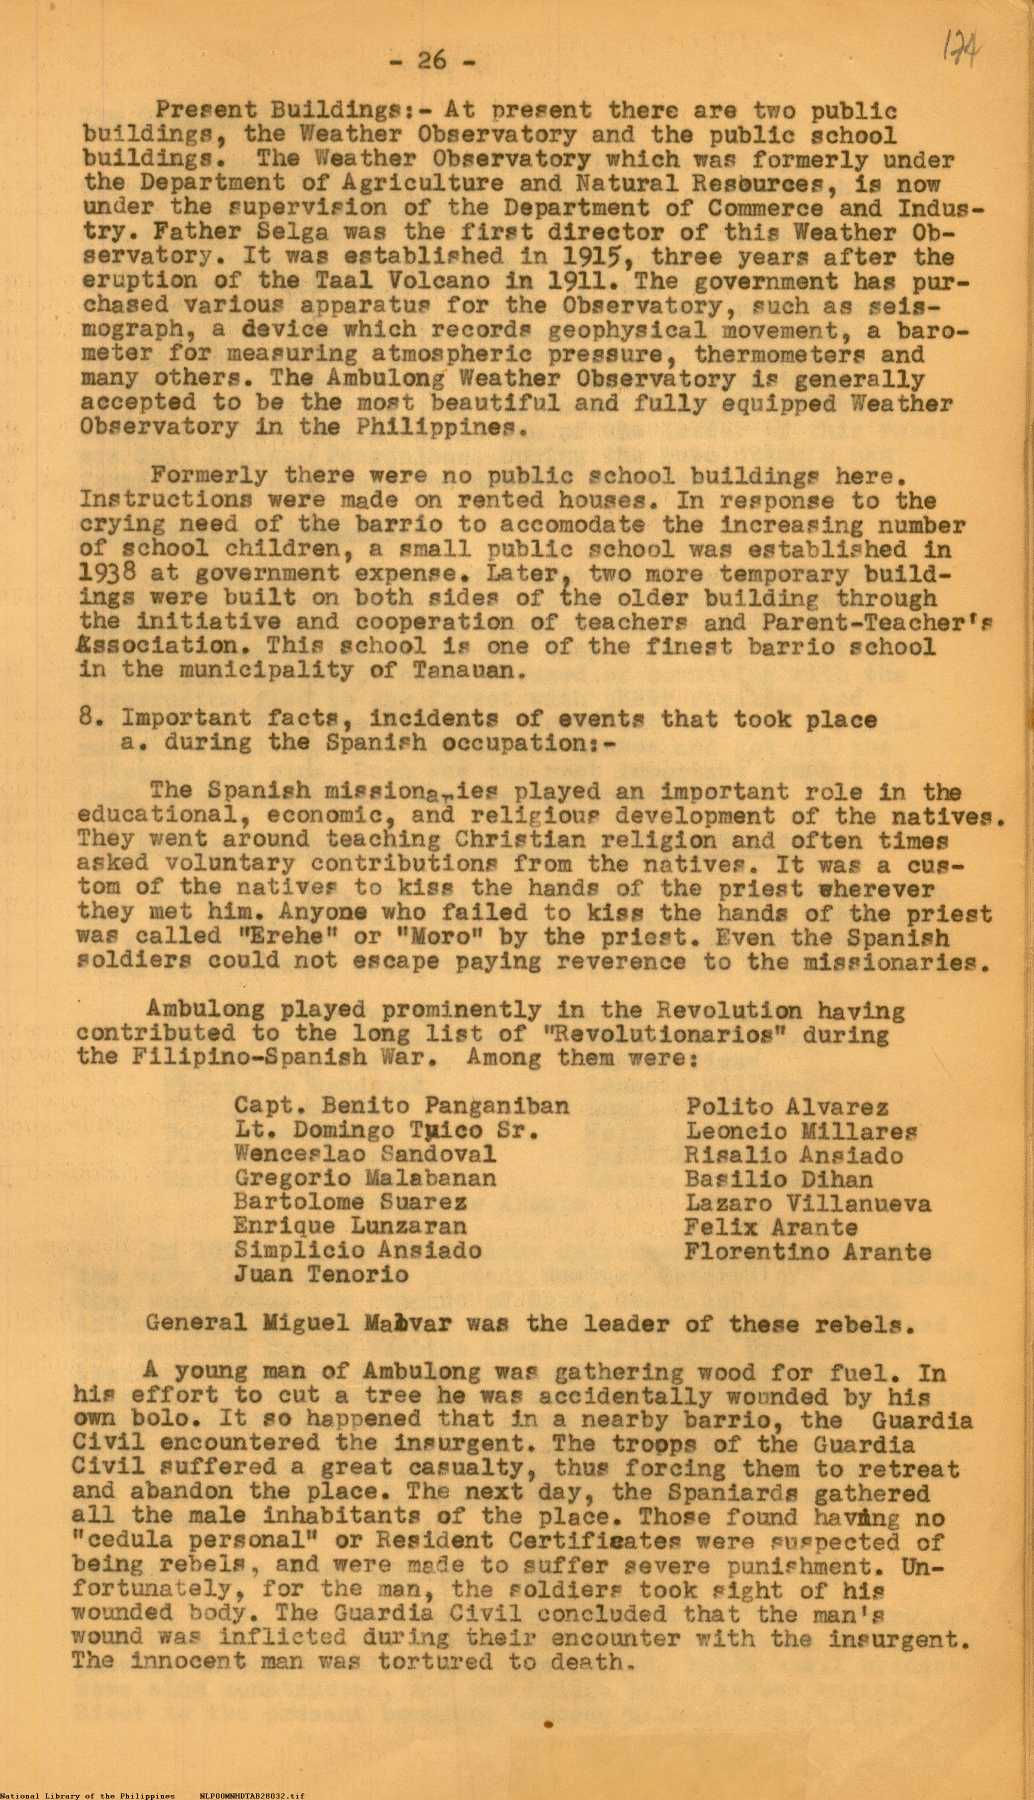 - 26 -
174
Present Buildings:- At present there are two public
buildings, the Weather Observatory and the public school
buildings. The Weather Observatory which was formerly under
the Department of Agriculture and Natural Resources, is now
under the supervision of the Department of Commerce and Indus-
try. Father Selga was the first director of this Weather Ob-
servatory. It was established in 1915, three years after the
eruption of the Taal Volcano in 1911. The government has pur-
chased various apparatus for the Observatory, such as seis-
mograph, a device which records geophysical movement, a baro-
meter for measuring atmospheric pressure, thermometers and
many others. The Ambulong Weather Observatory is generally
accepted to be the most beautiful and fully equipped Weather
Observatory in the Philippines.
Formerly there were no public school buildings here.
Instructions were made on rented houses. In response to the
crying need of the barrio to accomodate the increasing number
of school children, a small public school was established in
1938 at government expense. Later, two more temporary build-
ings were built on both sides of the older building through
the initiative and cooperation of teachers and Parent-Teacher's
Association. This school is one of the finest barrio school
in the municipality of Tanauan.
8. Important facts, incidents of events that took place
a. during the Spanish occupation:-
The Spanish missionaries played an important role in the
educational, economic, and religious development of the natives.
They went around teaching Christian religion and often times
asked voluntary contributions from the natives. It was a cus-
tom of the natives to kiss the hands of the priest wherever
they met him. Anyone who failed to kiss the hands of the priest
was called "Erehe" or "Moro" by the priest. Even the Spanish
soldiers could not escape paying reverence to the missionaries.
Ambulong played prominently in the Revolution having
contributed to the long list of "Revolutionarios" during
the Filipino-Spanish War. Among them were:
Capt. Benito Panganiban Polito Alvarez
Lt. Domingo Tuico Sr. Leoncio Millares
Wenceslao Sandoval Risalio Ansiado
Gregorio Malabanan Basilio Dihan
Bartolome Suarez Lazaro Villanueva
Enrique Lunzaran Felix Arante
Simplicio Ansiado Florentino Arante
Juan Tenorio
General Miguel Malvar was the leader of these rebels.
A young man of Ambulong was gathering wood for fuel. In
his effort to cut a tree he was accidentally wounded by his
own bolo. It so happened that in a nearby barrio, the Guardia
Civil encountered the insurgent. The troops of the Guardia
Civil suffered a great casualty, thus forcing them to retreat
and abandon the place. The next day, the Spaniards gathered
all the male inhabitants of the place. Those found having no
"cedula personal" or Resident Certificates were suspected of
being rebels, and were made to suffer severe punishment. Un-
fortunately, for the man, the soldiers took sight of his
wounded body. The Guardia Civil concluded that the man's
wound was inflicted during their encounter with the insurgent.
The innocent man was tortured to death.
National Library of the Philippines NLP00MNHDTAB28032.tif